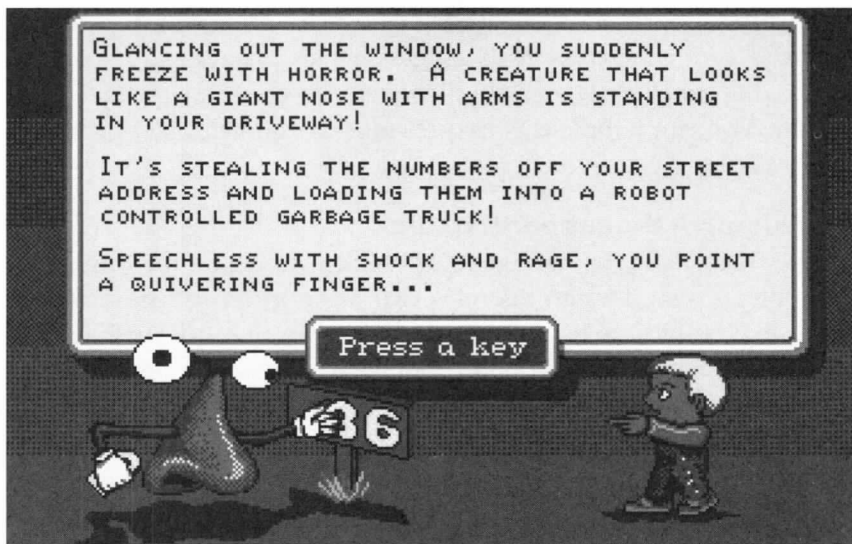 GLANCING OUT THE WINDOW, YOU SUDDENLY
FREEZE WITH HORROR. A CREATURE THAT LOOKS
LIKE A GIANT NOSE WITH ARMS IS STANDING
IN YOUR DRIVEWAY!
IT'S STEALING THE NUMBERS OFF YOUR STREET
ADDRESS AND LOADING THEM INTO A ROBOT
CONTROLLED GARBAGE TRUCK!
SPEECHLESS WITH SHOCK AND RAGE, YOU POINT
A QUIVERING FINGER...
Press a key
36